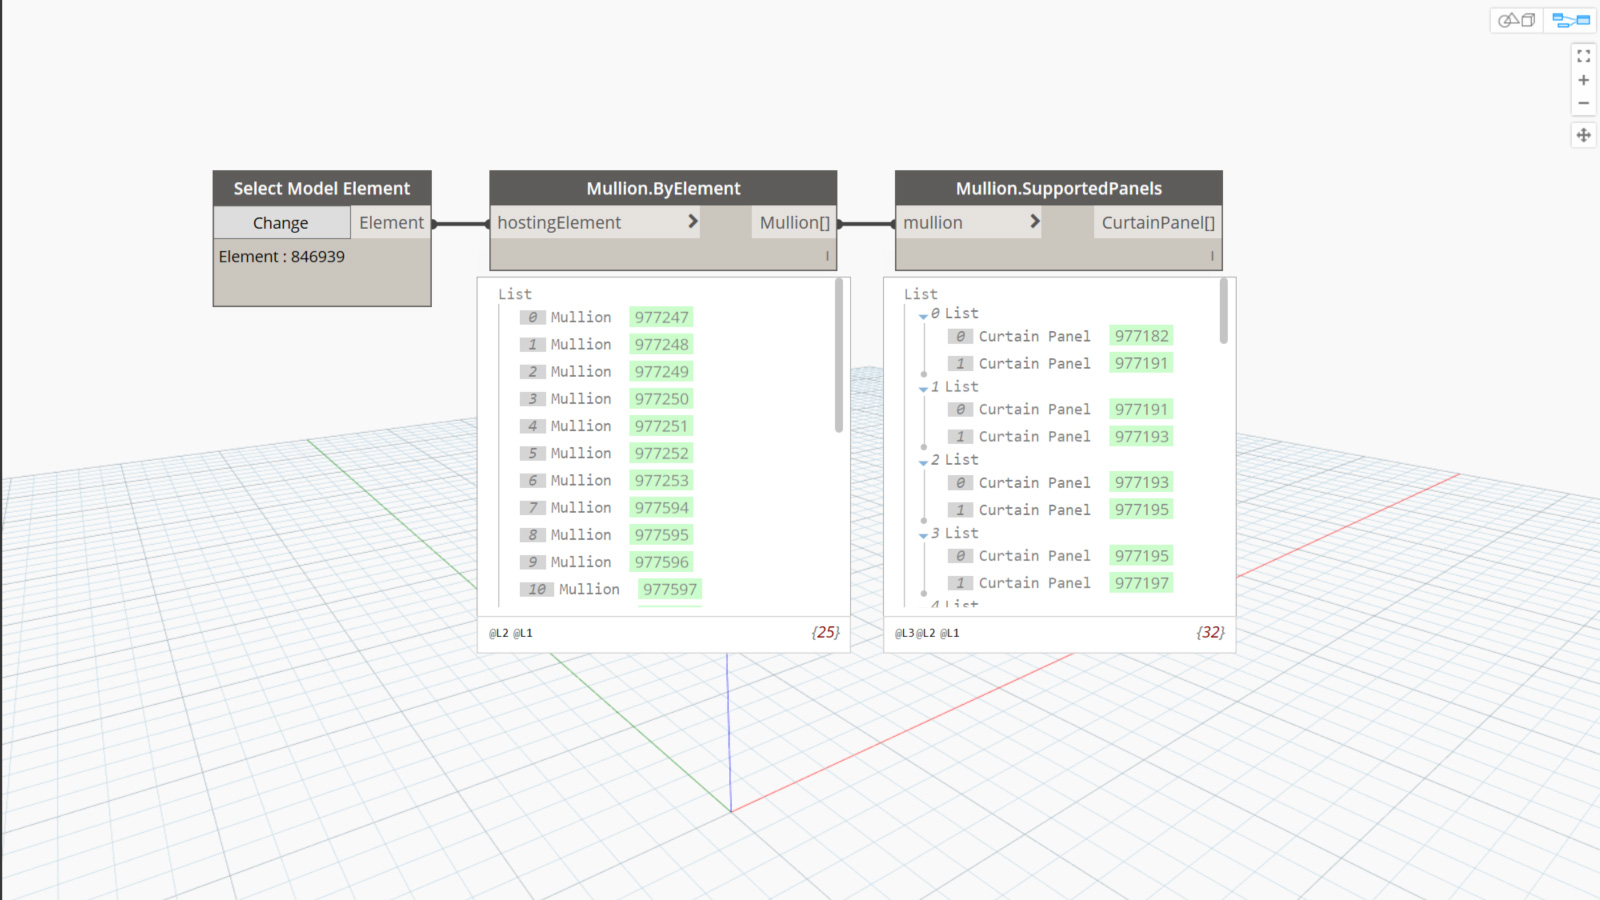 Select Model Element
Change
Element
Element : 846939
Mullion.ByElement
hostingElement
Mullion[]
List
0 Mullion 977247
1 Mullion 977248
2 Mullion 977249
3 Mullion 977250
4 Mullion 977251
5 Mullion 977252
6 Mullion 977253
7 Mullion 977594
8 Mullion 977595
9 Mullion 977596
10 Mullion 977597
@L2 @L1
{25}
Mullion.SupportedPanels
mullion
CurtainPanel[]
List
0 List
0 Curtain Panel 977182
1 Curtain Panel 977191
1 List
0 Curtain Panel 977191
1 Curtain Panel 977193
2 List
0 Curtain Panel 977193
1 Curtain Panel 977195
3 List
0 Curtain Panel 977195
1 Curtain Panel 977197
4 List
@L3 @L2 @L1
{32}